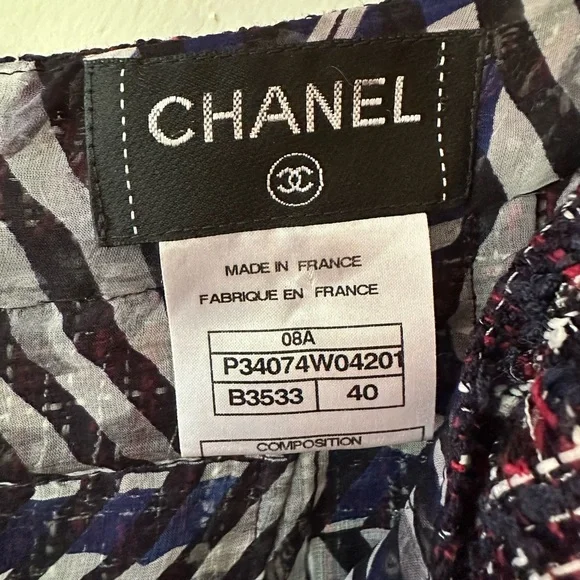 CHANEL
MADE IN FRANCE
FABRIQUE EN FRANCE
08A
P34074W04201
B3533 40
COMPOSITION